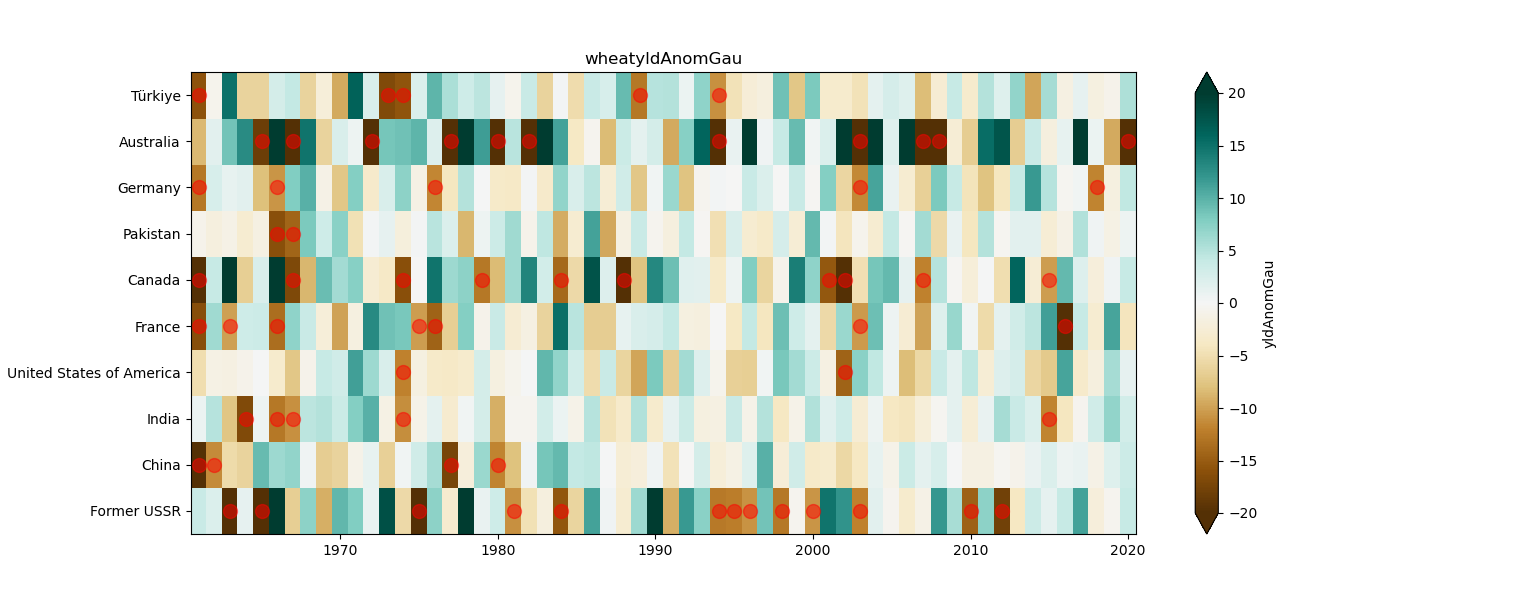 wheatyldAnomGau
Türkiye
Australia
Germany
Pakistan
Canada
France
United States of America
India
China
Former USSR
1970 1980 1990 2000 2010 2020
20
15
10
5
0
−5
−10
−15
−20
yldAnomGau